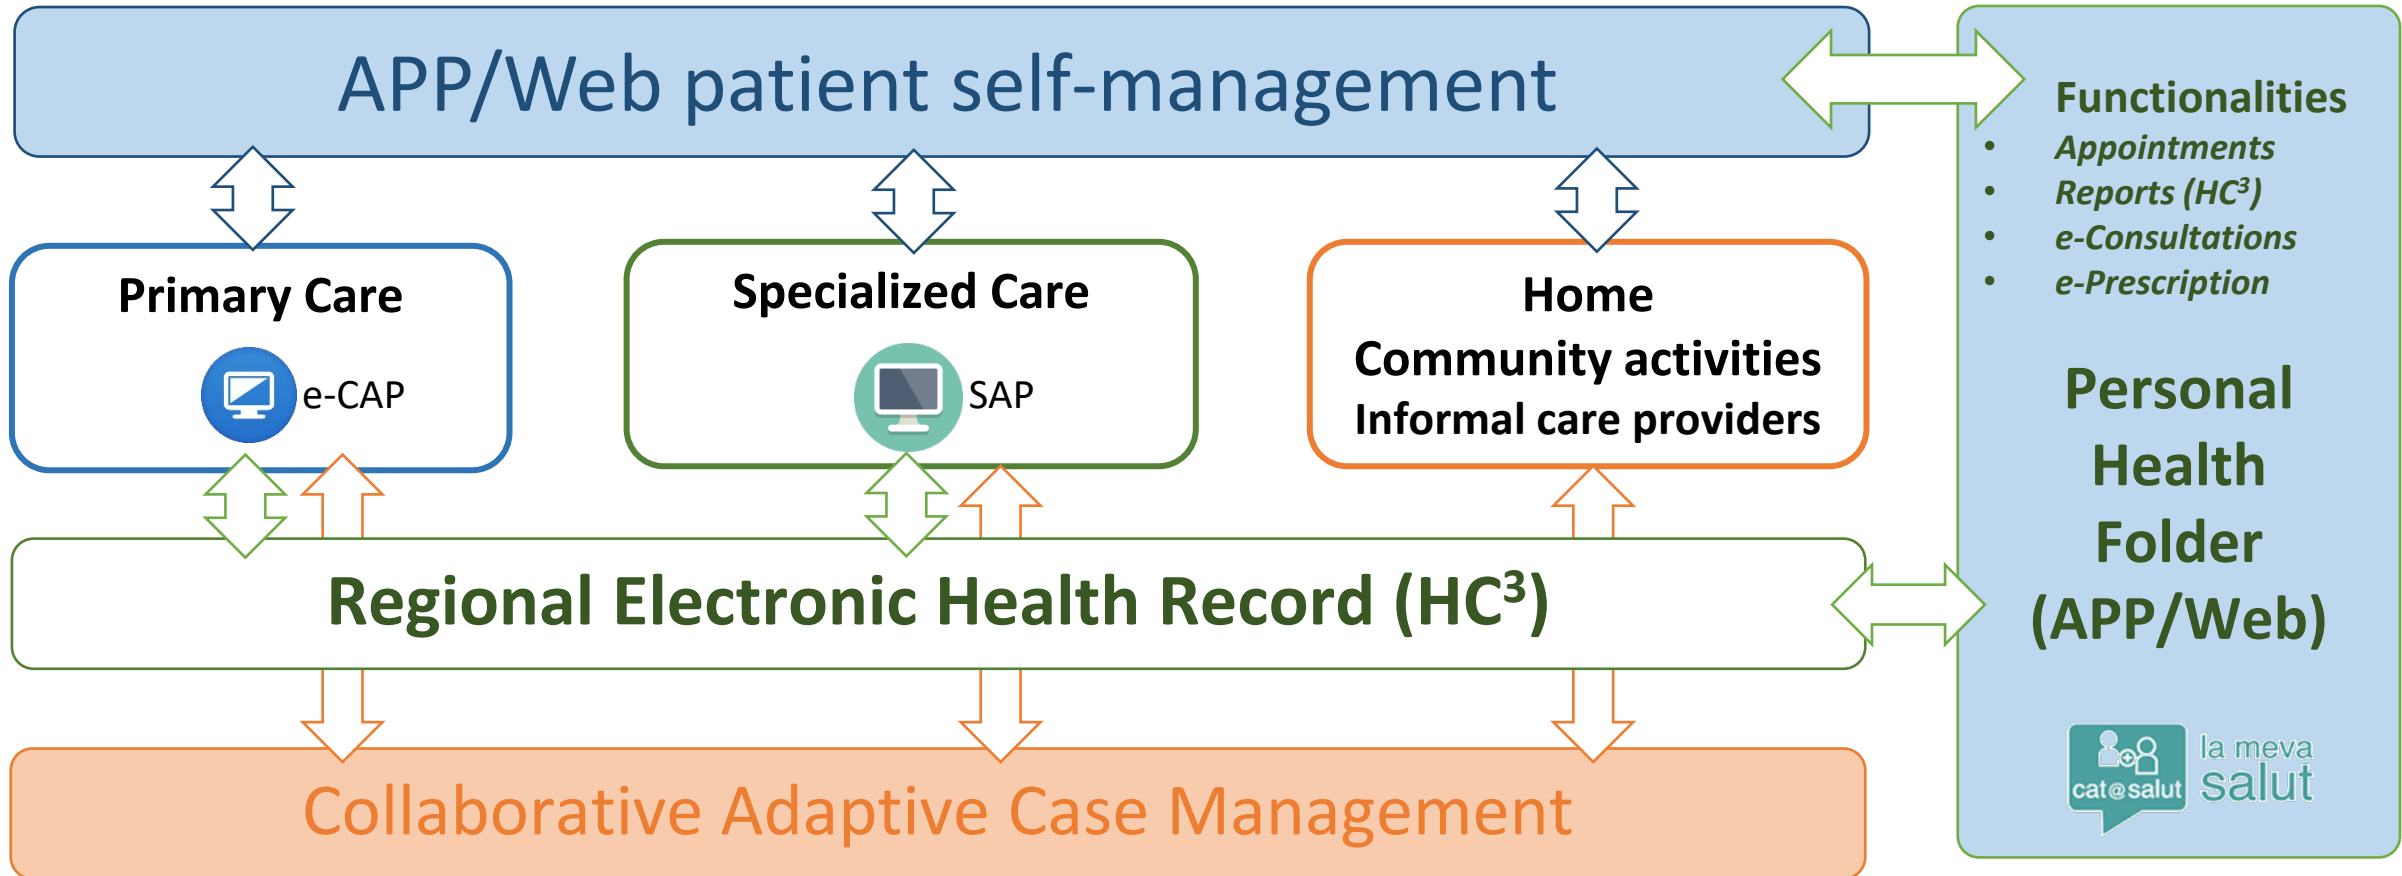 APP/Web patient self-management
Primary Care
e-CAP
Specialized Care
SAP
Home
Community activities
Informal care providers
Regional Electronic Health Record (HC³)
Collaborative Adaptive Case Management
Functionalities
• Appointments
• Reports (HC³)
• e-Consultations
• e-Prescription
Personal
Health
Folder
(APP/Web)
cat@salut
la meva
salut